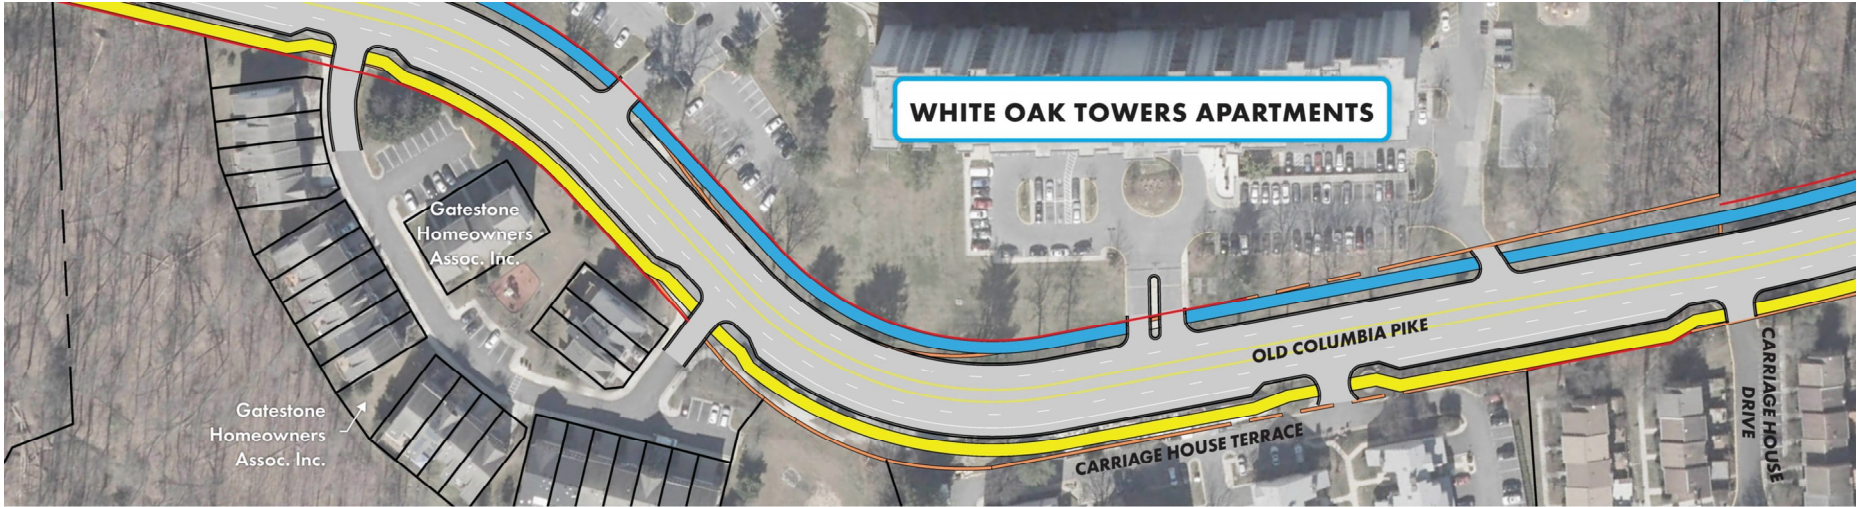 WHITE OAK TOWERS APARTMENTS
Gatestone
Homeowners
Assoc. Inc.
OLD COLUMBIA PIKE
CARRIAGE HOUSE
DRIVE
Gatestone
Homeowners
Assoc. Inc.
CARRIAGE HOUSE TERRACE